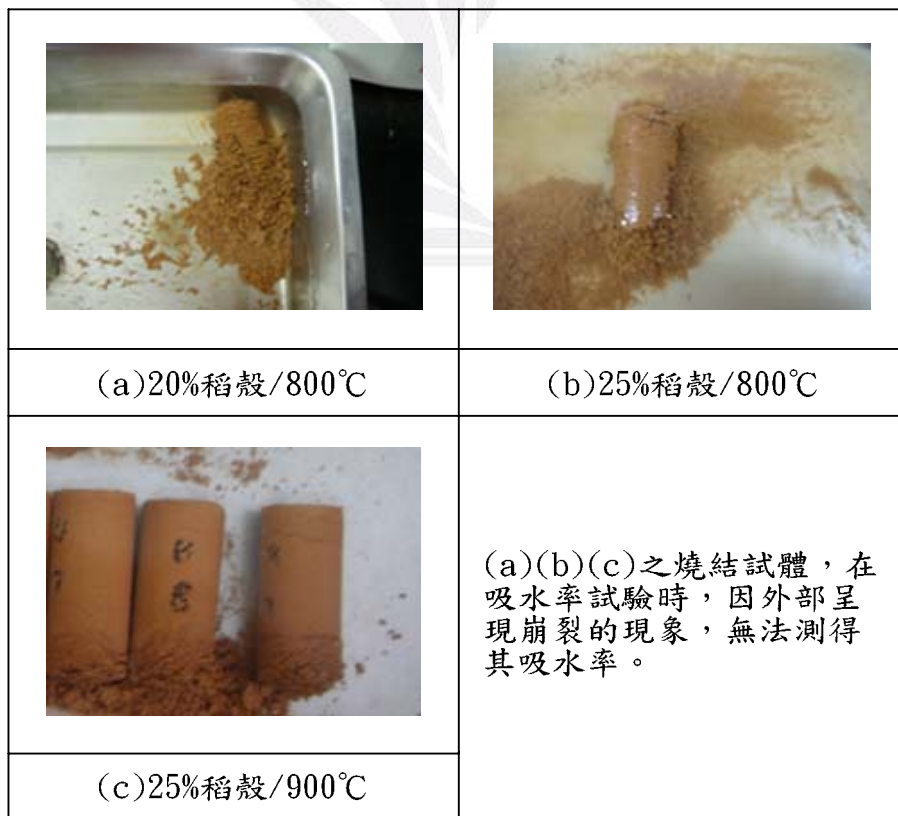 (a)20%稻殼/800℃
(b)25%稻殼/800℃
(a)(b)(c)之燒結試體，在
吸水率試驗時，因外部呈
現崩裂的現象，無法測得
其吸水率。
(c)25%稻殼/900℃